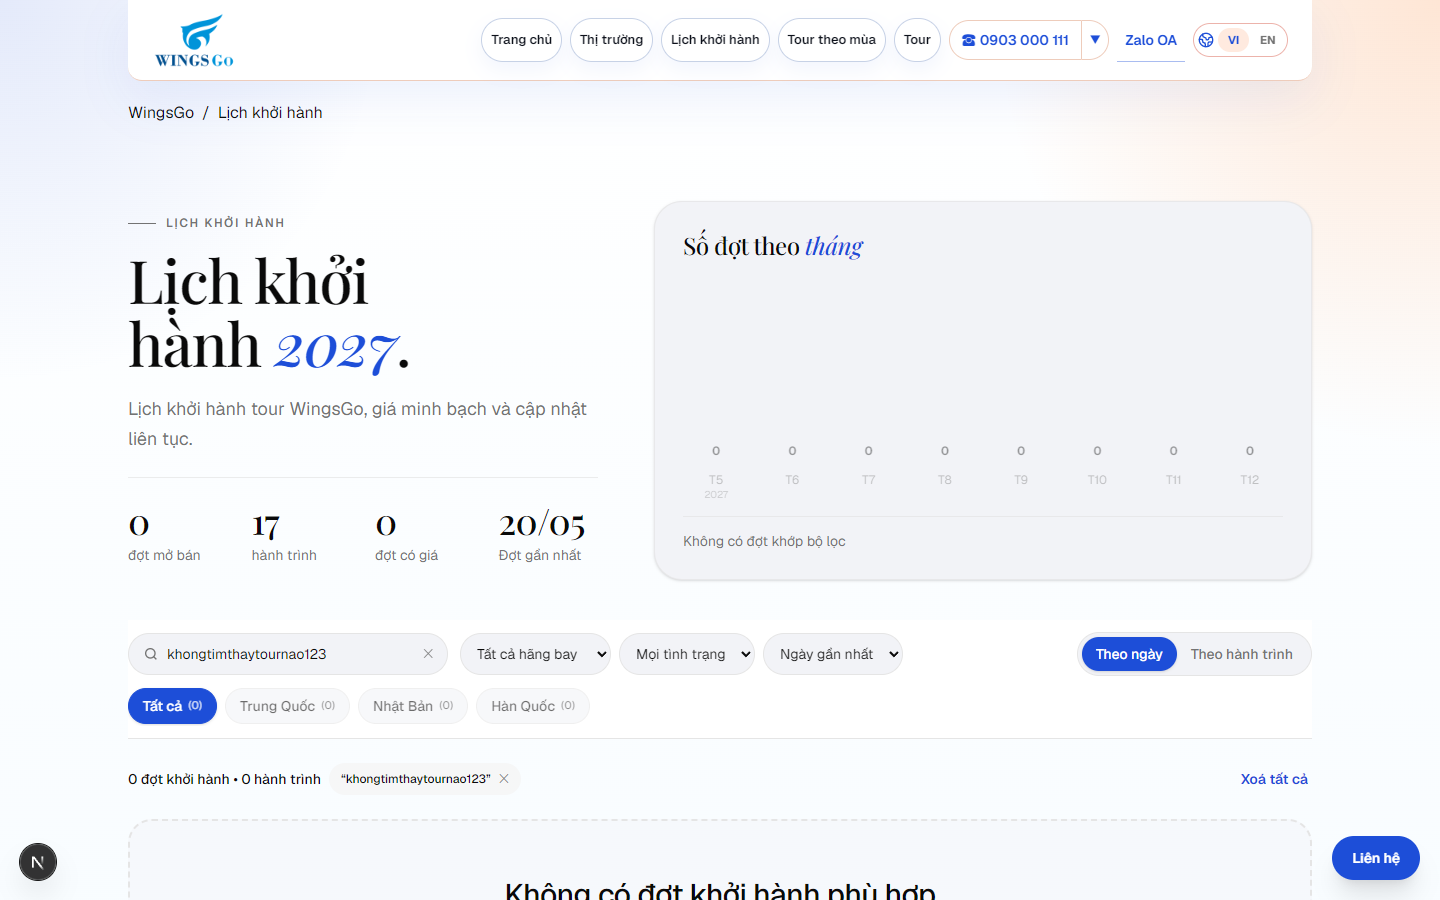 WINGS Go
Trang chủ
Thị trường
Lịch khởi hành
Tour theo mùa
Tour
☎ 0903 000 111
▼
Zalo OA
VI
EN
WingsGo / Lịch khởi hành
LỊCH KHỞI HÀNH
Lịch khởi
hành 2027.
Lịch khởi hành tour WingsGo, giá minh bạch và cập nhật
liên tục.
0
đợt mở bán
17
hành trình
0
đợt có giá
20/05
Đợt gần nhất
Số đợt theo tháng
0 0 0 0 0 0 0 0
T5 T6 T7 T8 T9 T10 T11 T12
2027
Không có đợt khớp bộ lọc
khongtimthaytournao123
Tất cả hãng bay
Mọi tình trạng
Ngày gần nhất
Theo ngày
Theo hành trình
Tất cả (0)
Trung Quốc (0)
Nhật Bản (0)
Hàn Quốc (0)
0 đợt khởi hành • 0 hành trình
“khongtimthaytournao123”
Xoá tất cả
Không có đợt khởi hành phù hợp
N
Liên hệ